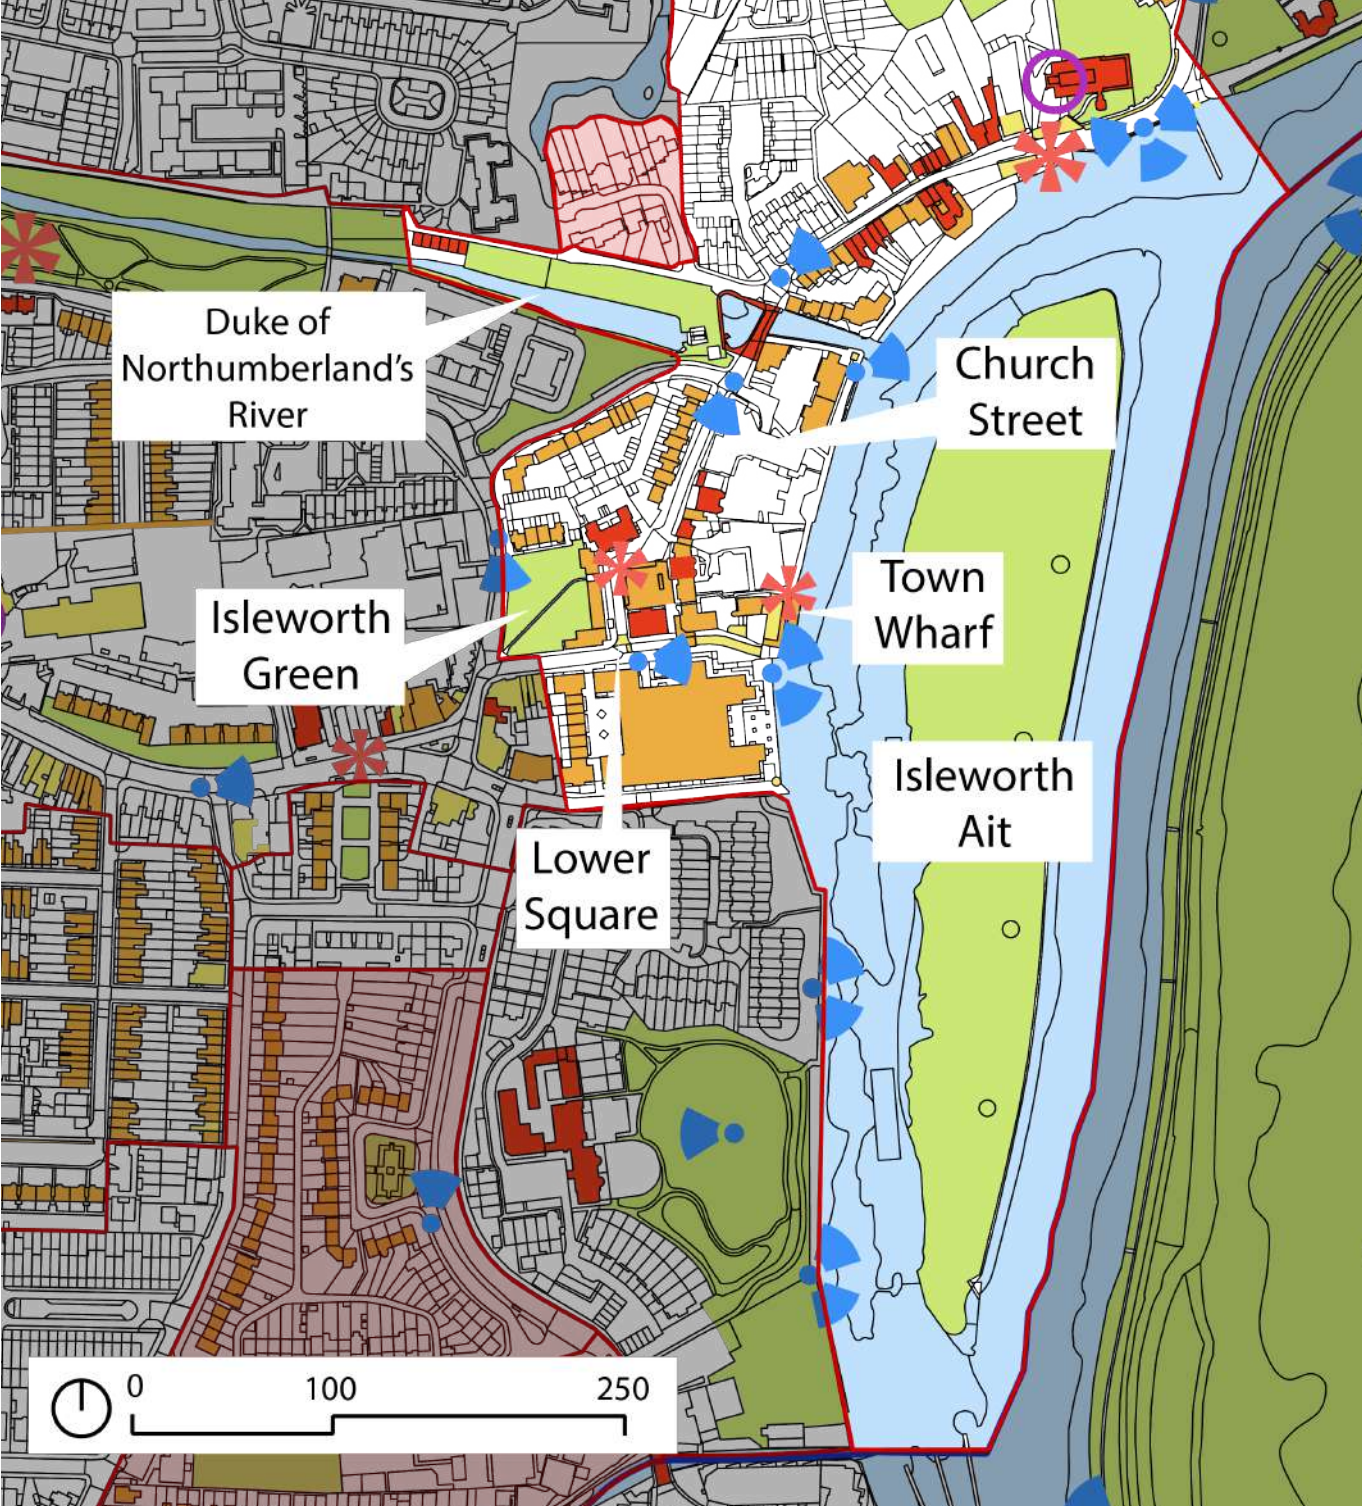 Duke of
Northumberland's
River
Church
Street
Town
Wharf
Isleworth
Green
Isleworth
Ait
Lower
Square
0 100 250